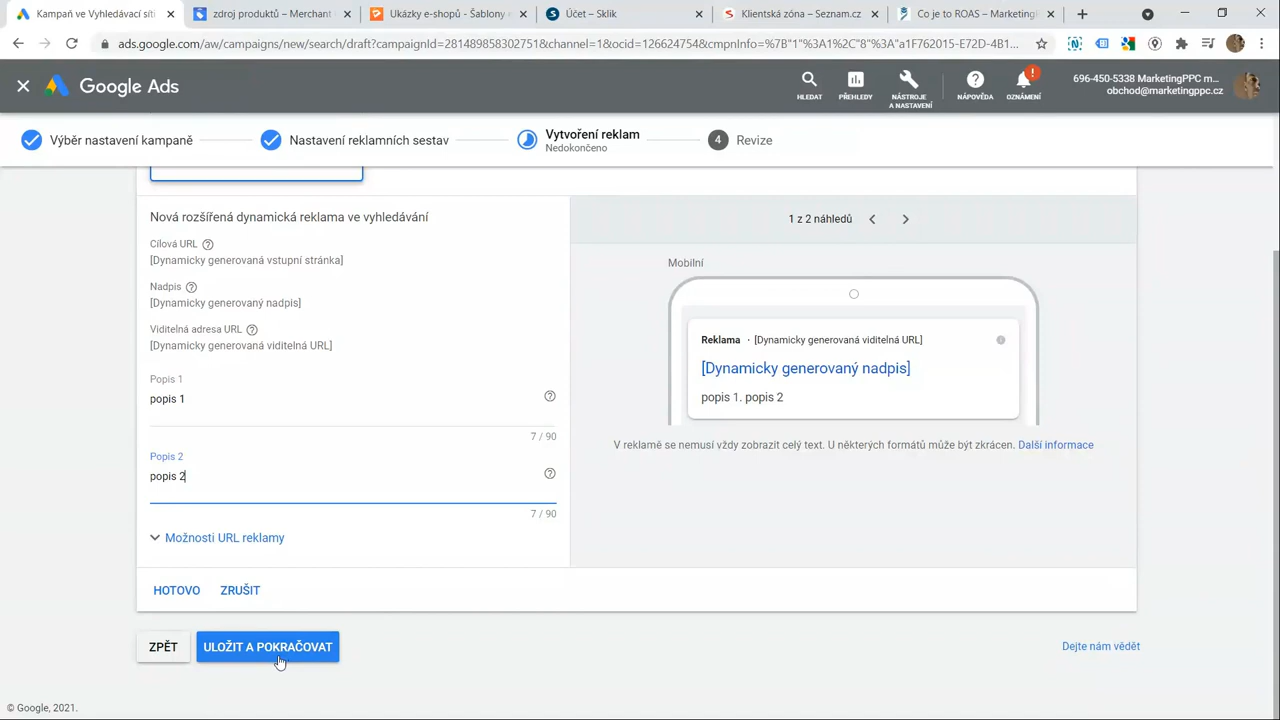 Kampaň ve Vyhledávací sítí
zdroj produktů – Merchant
Ukázky e-shopů - Šablony
Účet – Sklik
Klientská zóna – Seznam.cz
Co je to ROAS – +Marketing
ads.google.com/aw/campaigns/new/search/draft?campaignId=281489859302751&channel=1&ocid=126624754&cmpnInfo=%7B"1"%3A1%2C"8"%3A"a1F762015-E72D-4B1...
Google Ads
HLEDAT
PŘEHLEDY
NÁSTROJE
A NASTAVENÍ
NÁPOVĚDA
OZNÁMENÍ
696-450-5338 MarketingPPC m...
obchod@marketingppc.cz
Výběr nastavení kampaně
Nastavení reklamních sestav
Vytvoření reklam
Nedokončeno
4 Revize
Nová rozšířená dynamická reklama ve vyhledávání
1 z 2 náhledů
Cílová URL
[Dynamicky generovaná vstupní stránka]
Mobilní
Nadpis
[Dynamicky generovaný nadpis]
Viditelná adresa URL
[Dynamicky generovaná viditelná URL]
Reklama · [Dynamicky generovaná viditelná URL]
[Dynamicky generovaný nadpis]
popis 1. popis 2
Popis 1
popis 1
7 / 90
V reklamě se nemusí vždy zobrazit celý text. U některých formátů může být zkrácen. Další informace
Popis 2
popis 2
7 / 90
Možnosti URL reklamy
HOTOVO
ZRUŠIT
ZPĚT
ULOŽIT A POKRAČOVAT
Dejte nám vědět
© Google, 2021.